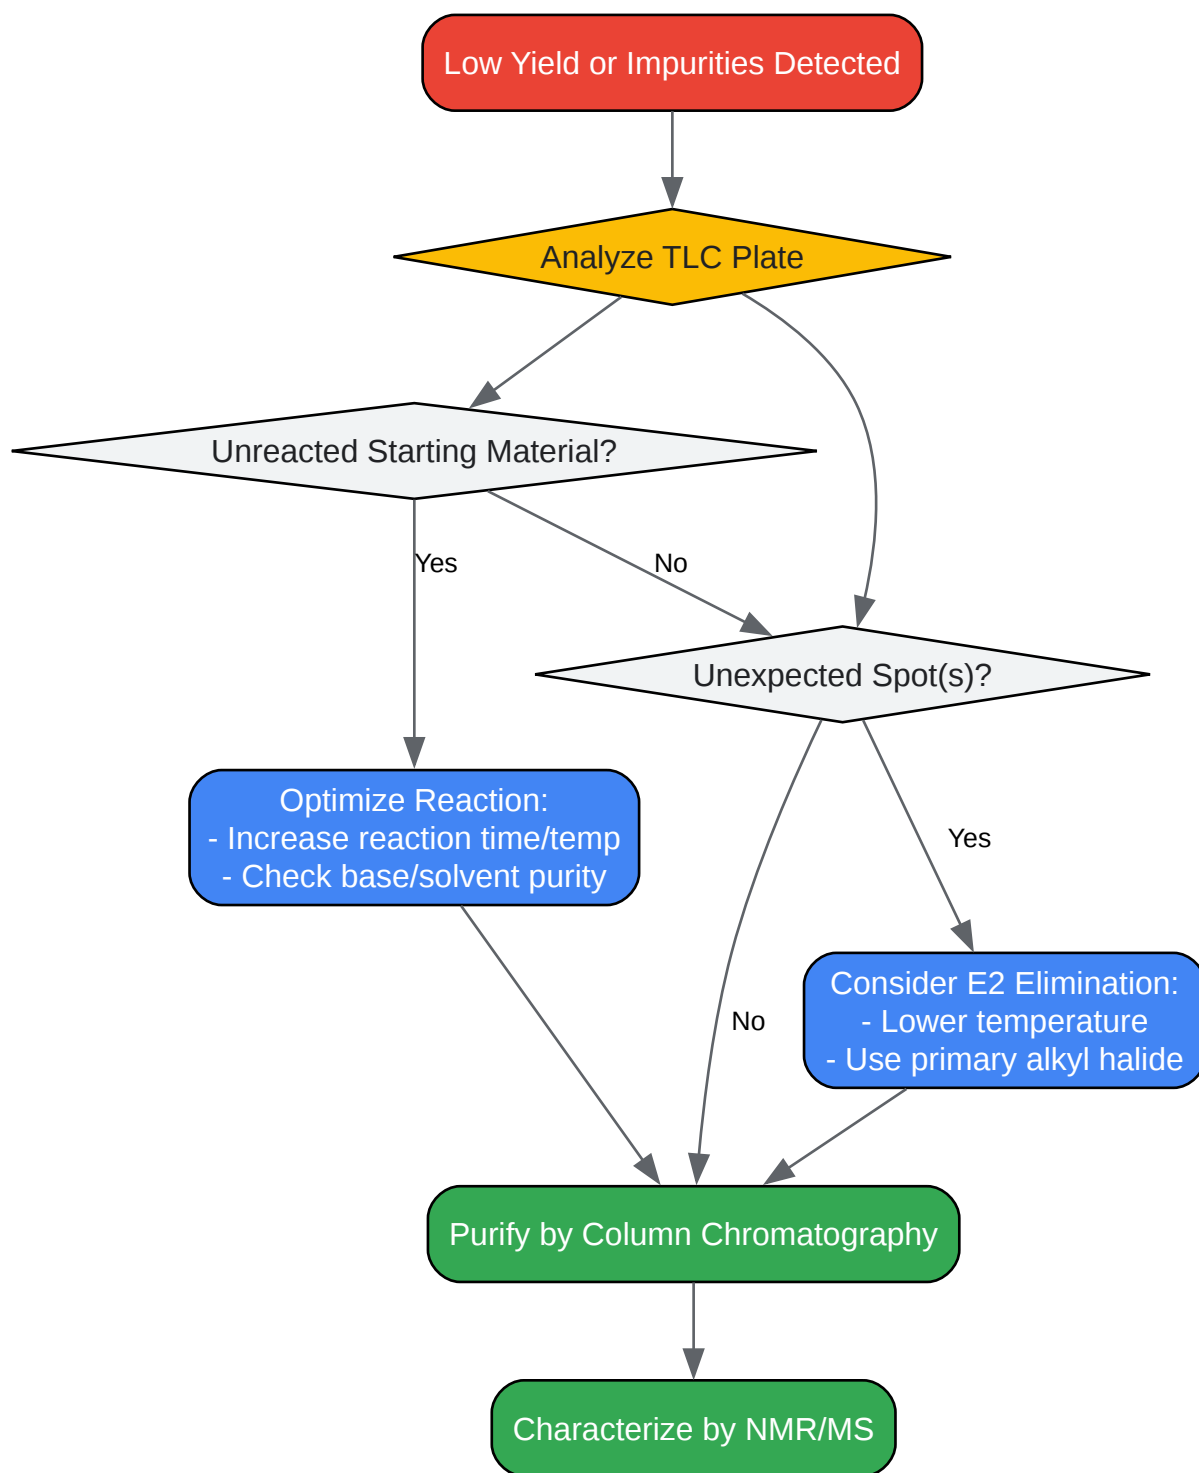 Low Yield or Impurities Detected
Analyze TLC Plate
Unreacted Starting Material?
Yes
No
Unexpected Spot(s)?
Optimize Reaction:
- Increase reaction time/temp
- Check base/solvent purity
Yes
No
Consider E2 Elimination:
- Lower temperature
- Use primary alkyl halide
Purify by Column Chromatography
Characterize by NMR/MS